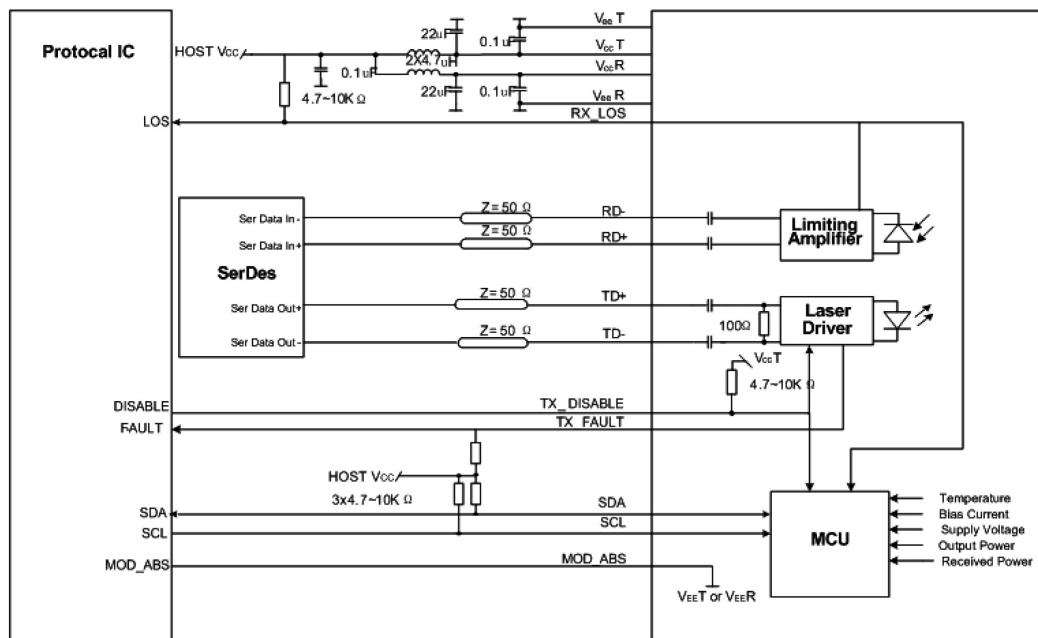 Protocal IC
HOST Vcc
22uF
0.1uF
VeeT
VccT
0.1uF
2X4.7uH
VccR
4.7~10K Ω
22uF
0.1uF
VeeR
LOS
RX_LOS
Ser Data In-
Z=50 Ω
RD-
Ser Data In+
Z=50 Ω
RD+
Limiting
Amplifier
SerDes
Ser Data Out+
Z=50 Ω
TD+
Ser Data Out-
Z=50 Ω
TD-
100Ω
Laser
Driver
VccT
4.7~10K Ω
DISABLE
TX_DISABLE
FAULT
TX_FAULT
HOST Vcc
3x4.7~10K Ω
SDA
SDA
SCL
SCL
MCU
Temperature
Bias Current
Supply Voltage
Output Power
Received Power
MOD_ABS
MOD_ABS
VEET or VEER